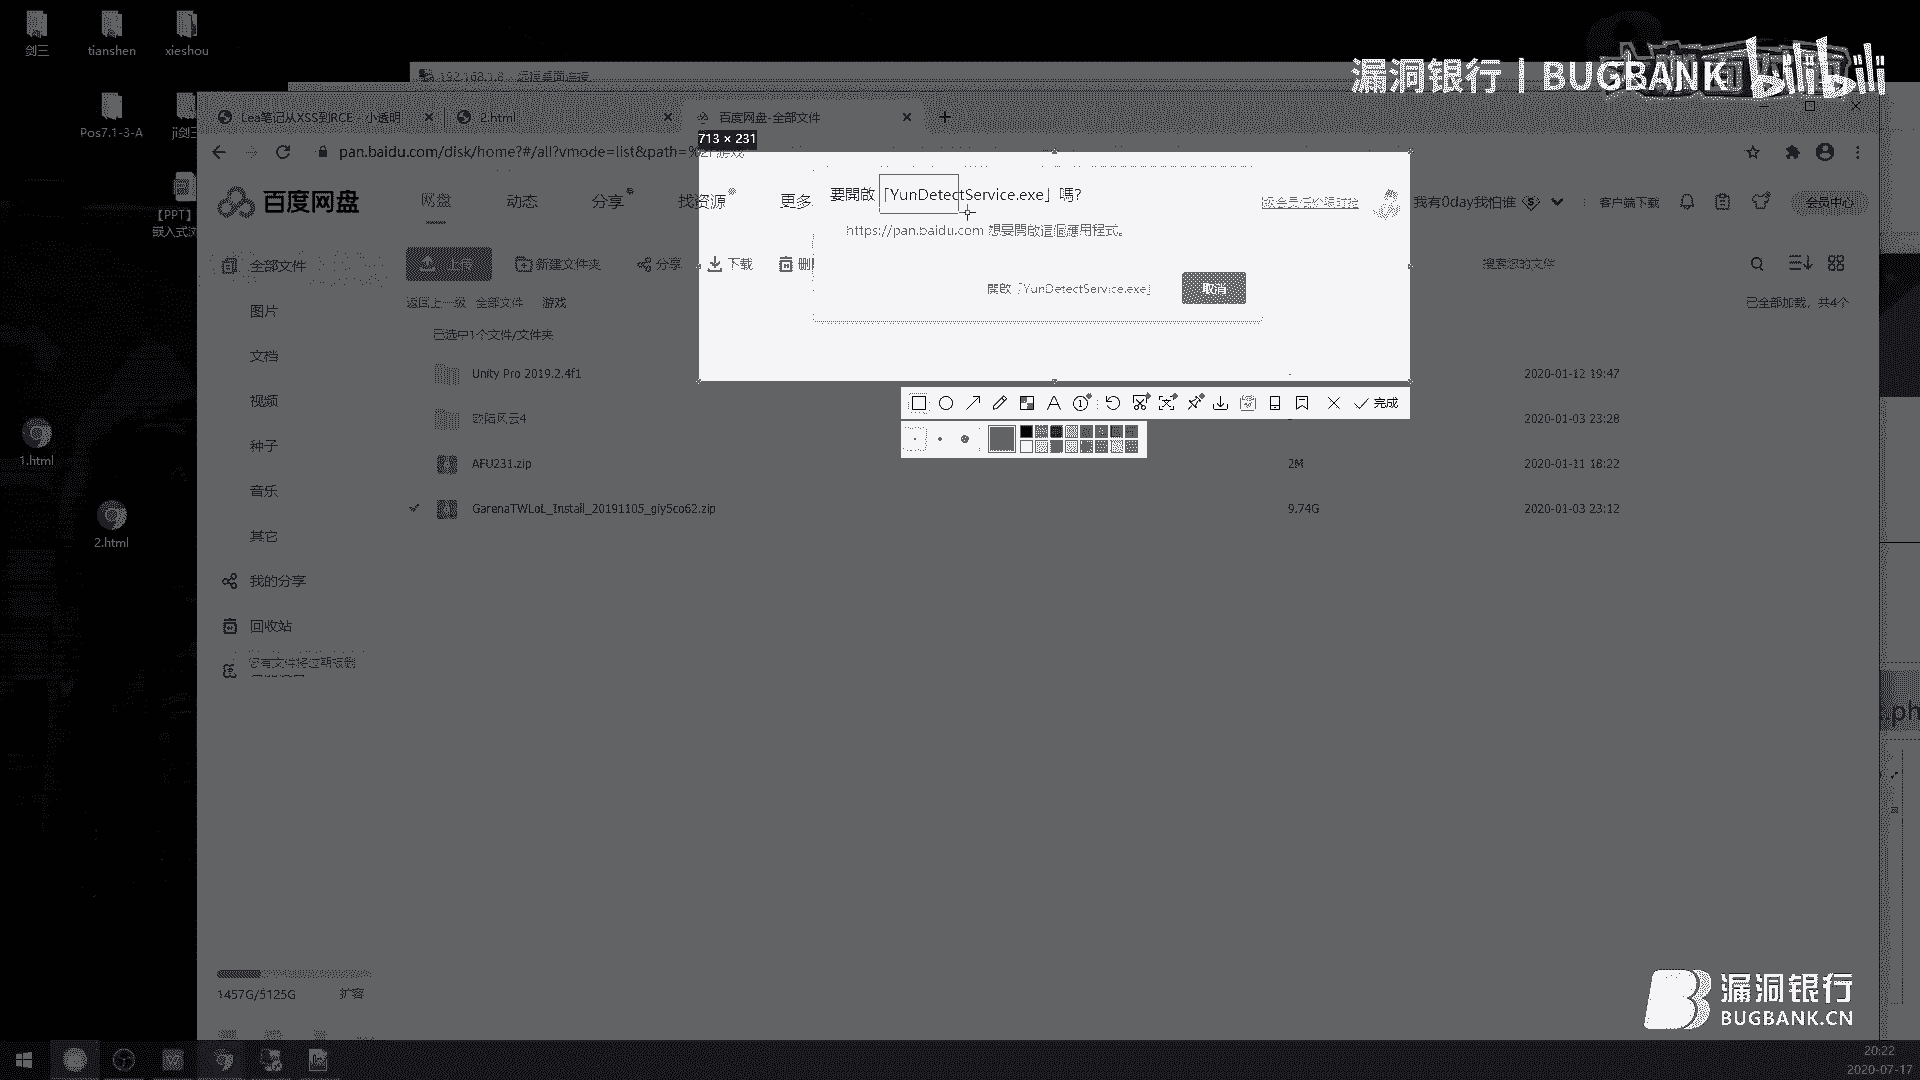 剑三
tianshen
xieshou
Pos7.1-3-A
ji剑三
【PPT】
嵌入式浏
1.html
2.html
192.168.1.8 - 远程桌面连接
漏洞银行丨BUGBANK
bilibili
Lea笔记从XSS到RCE - 小透明
2.html
百度网盘-全部文件
713 × 231
pan.baidu.com/disk/home?#/all?vmode=list&path=%2F游戏
百度网盘
网盘
动态
分享
找资源
更多
要開啟「YunDetectService.exe」嗎?
https://pan.baidu.com 想要開啟這個應用程式。
開啟「YunDetectService.exe」
取消
我有0day我怕谁
客户端下载
会员中心
全部文件
上传
新建文件夹
分享
下载
删
搜索您的文件
返回上一级
全部文件
游戏
已全部加载，共4个
已选中1个文件/文件夹
图片
文档
视频
种子
音乐
其它
我的分享
回收站
Unity Pro 2019.2.4f1
-
2020-01-12 19:47
欧陆风云4
2020-01-03 23:28
AFU231.zip
2M
2020-01-11 18:22
GarenaTWLoL_Install_20191105_giy5co62.zip
9.74G
2020-01-03 23:12
完成
.ph
1457G/5125G
扩容
漏洞银行
BUGBANK.CN
20:22
2020-07-17